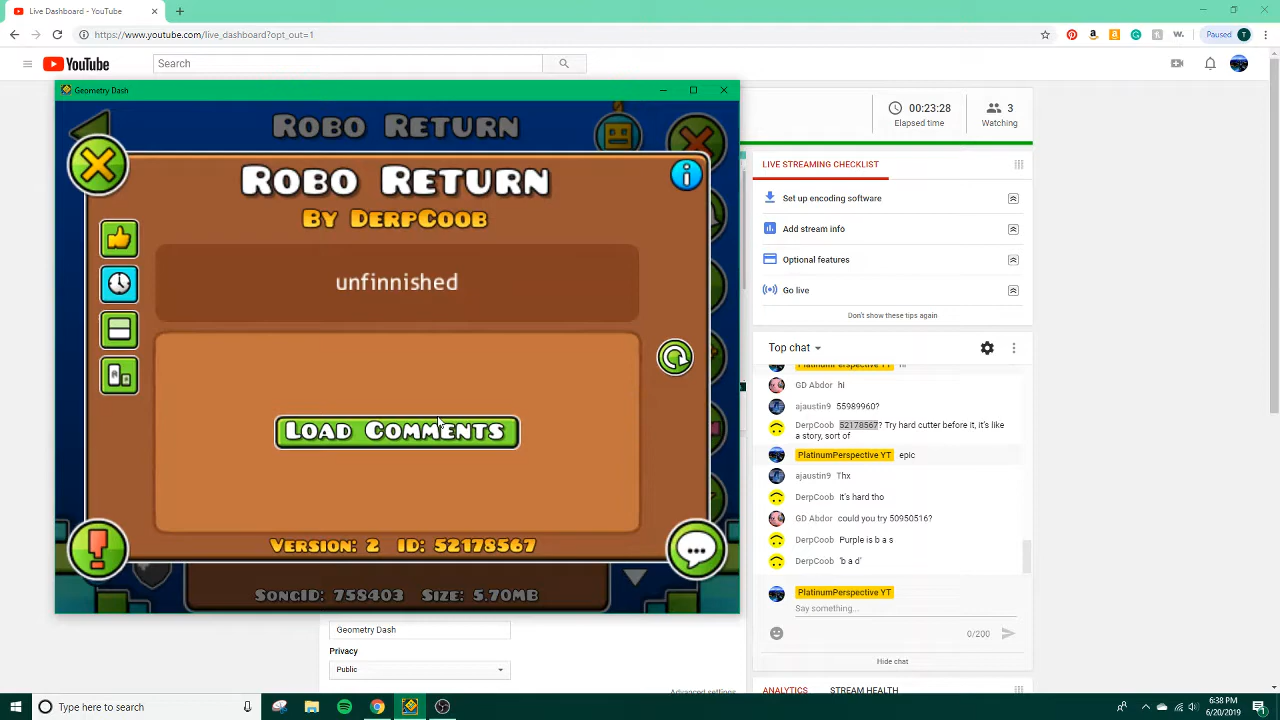 Live Dashboard - YouTube
https://www.youtube.com/live_dashboard?opt_out=1
Paused
T
YouTube
Search
Geometry Dash
ROBO RETURN
ROBO RETURN
BY DERPCOOB
unfinnished
LOAD COMMENTS
VERSION: 2 ID: 52178567
SONGID: 758403 SIZE: 5.70MB
00:23:28
Elapsed time
3
Watching
LIVE STREAMING CHECKLIST
Set up encoding software
Add stream info
Optional features
Go live
Don't show these tips again
Top chat
GD Abdor hi
ajaustin9 55989960?
DerpCoob 52178567? Try hard cutter before it, it's like
a story, sort of
PlatinumPerspective YT epic
ajaustin9 Thx
DerpCoob It's hard tho
GD Abdor could you try 50950516?
DerpCoob Purple is b a s
DerpCoob 'b a d'
PlatinumPerspective YT
Say something...
0/200
Hide chat
Geometry Dash
Privacy
Public
Advanced settings
ANALYTICS STREAM HEALTH
Type here to search
6:38 PM
6/20/2019